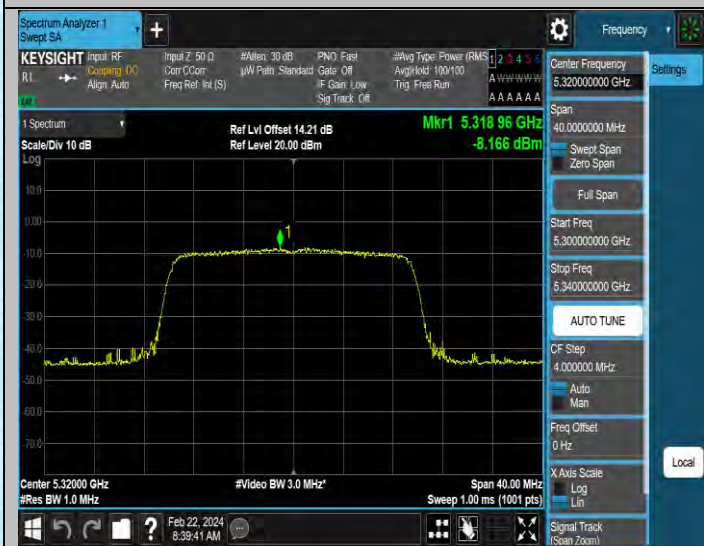 Spectrum Analyzer 1
Swept SA
+
Frequency
KEYSIGHT
RL
Input: RF
Coupling: DC
Align: Auto
Input Z: 50 Ω
Corr CCorr
Freq Ref: Int (S)
#Atten: 30 dB
µW Path: Standard
PNO: Fast
Gate: Off
IF Gain: Low
Sig Track: Off
#Avg Type: Power (RMS
Avg|Hold: 100/100
Trig: Free Run
1 2 3 4 5 6
A W W W W W
A A A A A A
1 Spectrum
Scale/Div 10 dB
Log
Ref Lvl Offset 14.21 dB
Ref Level 20.00 dBm
Mkr1 5.318 96 GHz
-8.166 dBm
10.0
0.00
-10.0
-20.0
-30.0
-40.0
-50.0
-60.0
-70.0
1
Center 5.32000 GHz
#Res BW 1.0 MHz
#Video BW 3.0 MHz*
Span 40.00 MHz
Sweep 1.00 ms (1001 pts)
?
Feb 22, 2024
8:39:41 AM
Center Frequency
5.320000000 GHz
Settings
Span
40.0000000 MHz
Swept Span
Zero Span
Full Span
Start Freq
5.300000000 GHz
Stop Freq
5.340000000 GHz
AUTO TUNE
CF Step
4.000000 MHz
Auto
Man
Freq Offset
0 Hz
X Axis Scale
Log
Lin
Local
Signal Track
(Span Zoom)